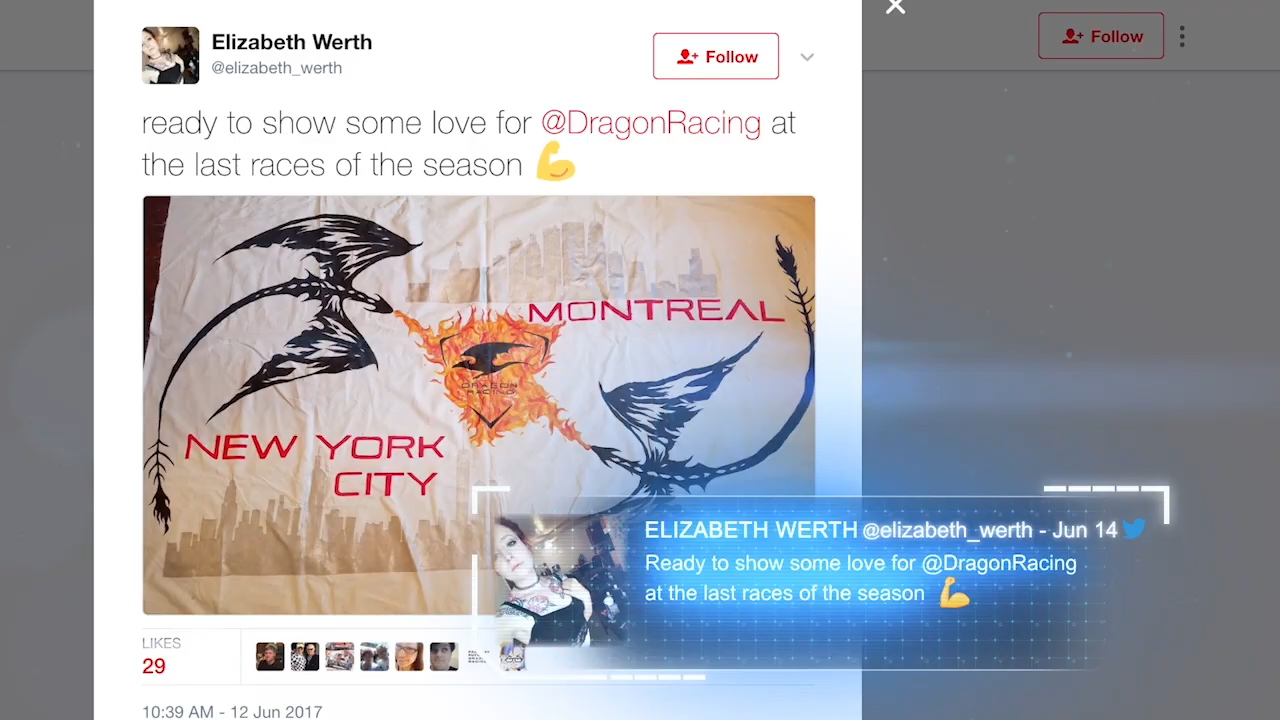 Elizabeth Werth
@elizabeth_werth
Follow
Follow
ready to show some love for @DragonRacing at
the last races of the season 💪
MONTREAL
DRAGON
RACING
NEW YORK
CITY
ELIZABETH WERTH @elizabeth_werth - Jun 14
Ready to show some love for @DragonRacing
at the last races of the season 💪
LIKES
29
10:39 AM - 12 Jun 2017